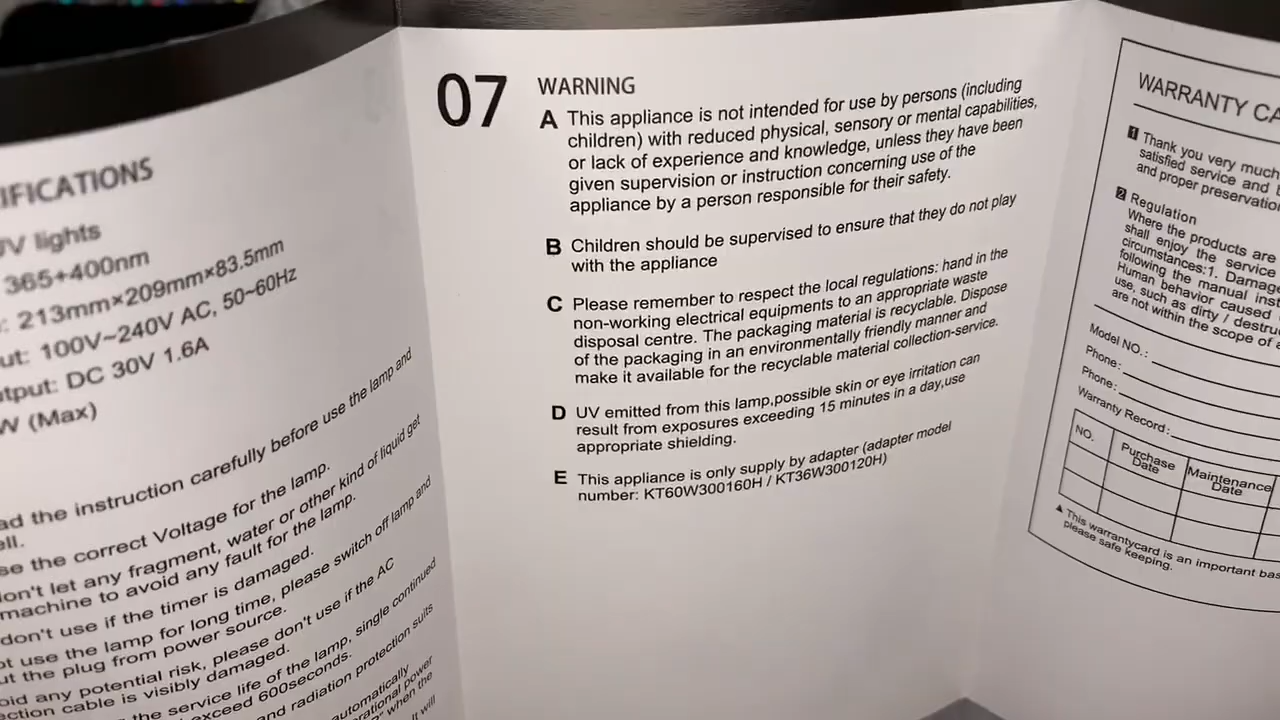 IFICATIONS
UV lights
365+400nm
: 213mm×209mm×83.5mm
ut: 100V~240V AC, 50~60Hz
utput: DC 30V 1.6A
W (Max)
ad the instruction carefully before use the lamp and
ell.
se the correct Voltage for the lamp.
don't let any fragment, water or other kind of liquid get
machine to avoid any fault for the lamp.
don't use if the timer is damaged.
ot use the lamp for long time, please switch off lamp and
ut the plug from power source.
oid any potential risk, please don't use if the AC
ection cable is visibly damaged.
the service life of the lamp, single continued
exceed 600seconds.
and radiation protection suits
automatically
power
when the
will
07
WARNING
A This appliance is not intended for use by persons (including
children) with reduced physical, sensory or mental capabilities,
or lack of experience and knowledge, unless they have been
given supervision or instruction concerning use of the
appliance by a person responsible for their safety.
B Children should be supervised to ensure that they do not play
with the appliance
C Please remember to respect the local regulations: hand in the
non-working electrical equipments to an appropriate waste
disposal centre. The packaging material is recyclable. Dispose
of the packaging in an environmentally friendly manner and
make it available for the recyclable material collection-service.
D UV emitted from this lamp,possible skin or eye irritation can
result from exposures exceeding 15 minutes in a day,use
appropriate shielding.
E This appliance is only supply by adapter (adapter model
number: KT60W300160H / KT36W300120H)
WARRANTY CA
1 Thank you very much
satisfied service and
and proper preservation
2 Regulation
Where the products are
shall enjoy the service
circumstances:1. Damage
following the manual ins
Human behavior caused
use, such as dirty / destru
are not within the scope of
Model NO.:
Phone:
Phone:
Warranty Record:
NO.
Purchase
Date
Maintenance
Date
▲ This warrantycard is an important bas
please safe keeping.